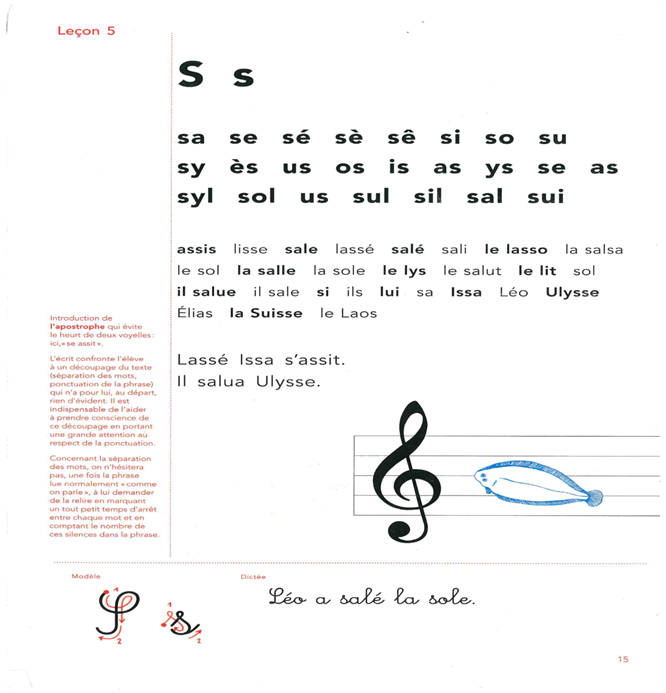 Leçon 5
S s
sa se sé sè sê si so su
sy ès us os is as ys se as
syl sol us sul sil sal sui
assis lisse sale lassé salé sali le lasso la salsa
le sol la salle la sole le lys le salut le lit sol
il salue il sale si ils lui sa Issa Léo Ulysse
Élias la Suisse le Laos
Introduction de
l'apostrophe qui évite
le heurt de deux voyelles :
ici, « se assit ».
L'écrit confronte l'élève
à un découpage du texte
(séparation des mots,
ponctuation de la phrase)
qui n'a pour lui, au départ,
rien d'évident. Il est
indispensable de l'aider
à prendre conscience de
ce découpage en portant
une grande attention au
respect de la ponctuation.
Concernant la séparation
des mots, on n'hésitera
pas, une fois la phrase
lue normalement « comme
on parle », à lui demander
de la relire en marquant
un tout petit temps d'arrêt
entre chaque mot et en
comptant le nombre de
ces silences dans la phrase.
Lassé Issa s'assit.
Il salua Ulysse.
Modèle
S s
1 2 1 2
Dictée
Léo a salé la sole.
15